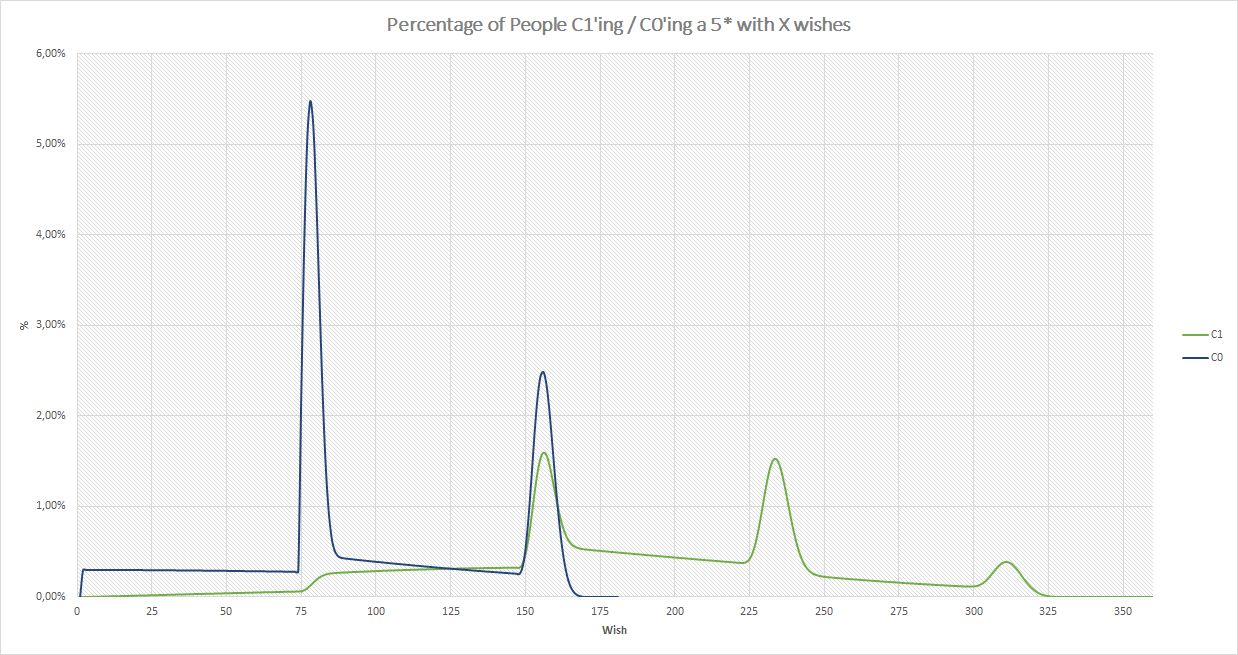 Percentage of People C1'ing / C0'ing a 5* with X wishes
6,00%
5,00%
4,00%
3,00%
2,00%
1,00%
0,00%
%
0 25 50 75 100 125 150 175 200 225 250 275 300 325 350
Wish
C1
C0